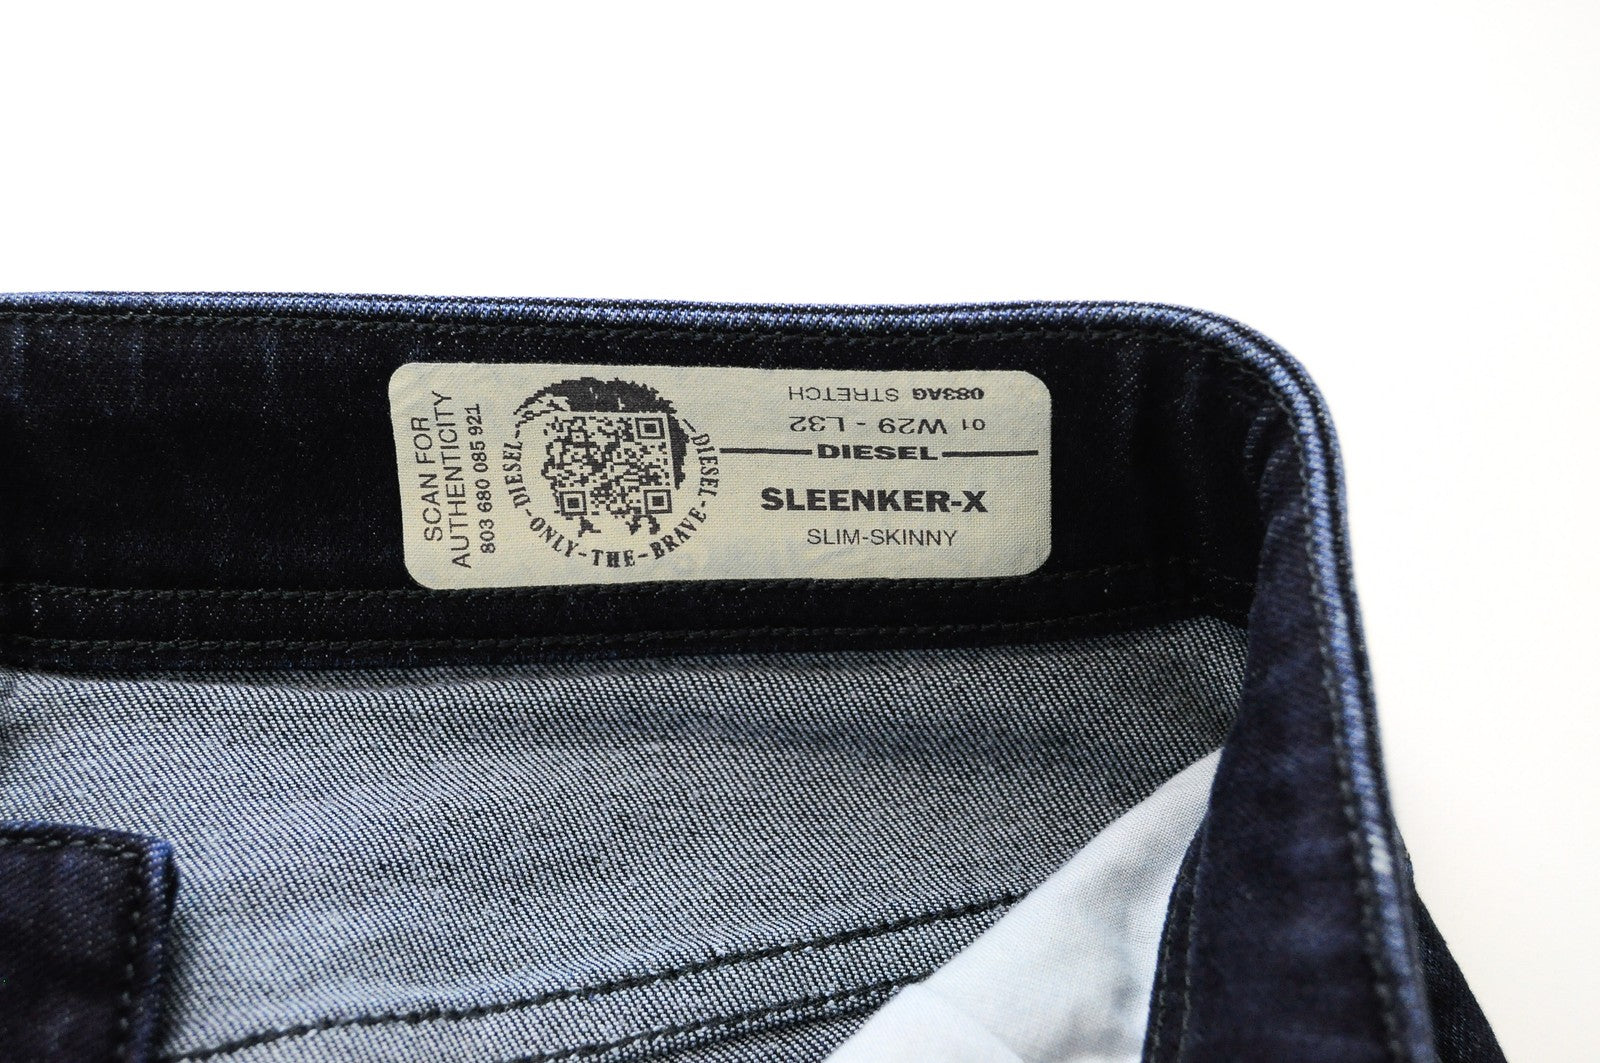 SCAN FOR
AUTHENTICITY
803 680 085 921
DIESEL-ONLY-THE-BRAVE-DIESEL
083AG STRETCH
01 W29 - L32
DIESEL
SLEENKER-X
SLIM-SKINNY